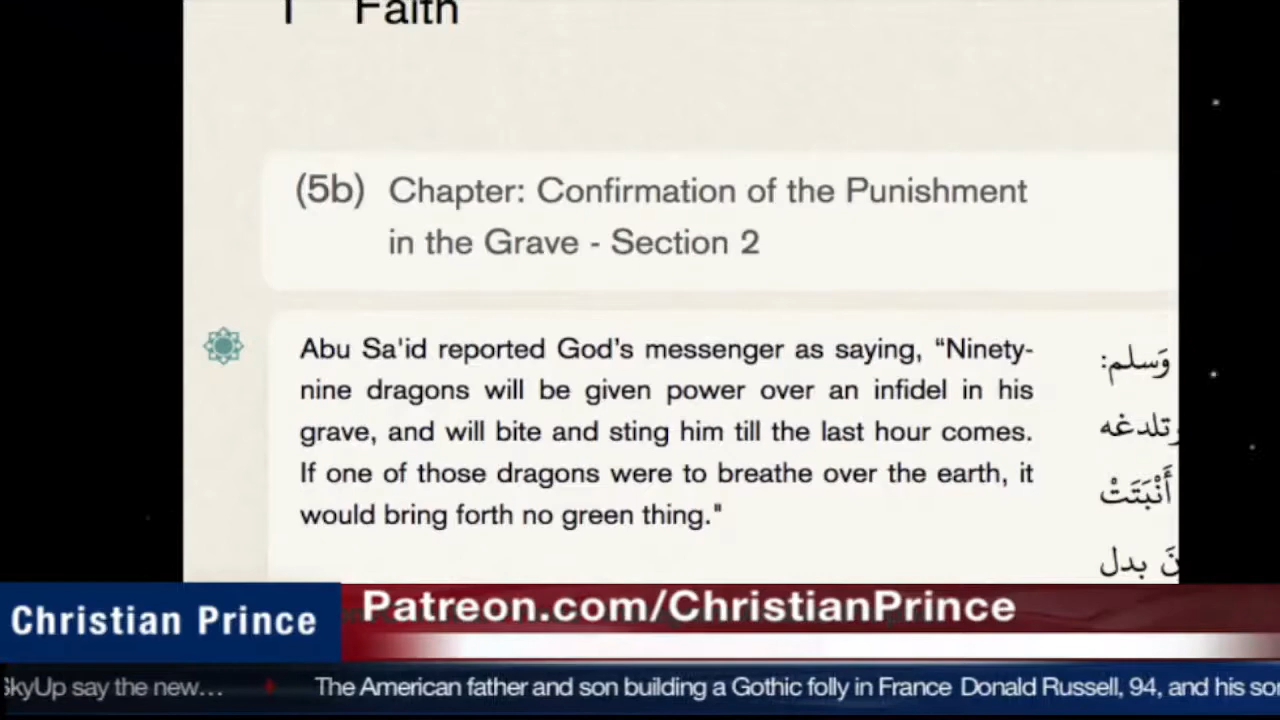 1 Faith
(5b) Chapter: Confirmation of the Punishment
in the Grave - Section 2
Abu Sa'id reported God's messenger as saying, “Ninety-
nine dragons will be given power over an infidel in his
grave, and will bite and sting him till the last hour comes.
If one of those dragons were to breathe over the earth, it
would bring forth no green thing."
وَسلم:
وتلدغه
أَنْبَتَتْ
بدل
Christian Prince
Patreon.com/ChristianPrince
SkyUp say the new...
The American father and son building a Gothic folly in France Donald Russell, 94, and his